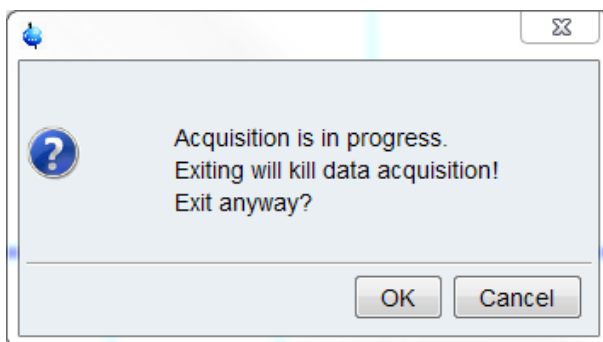 Acquisition is in progress.
Exiting will kill data acquisition!
Exit anyway?
OK Cancel